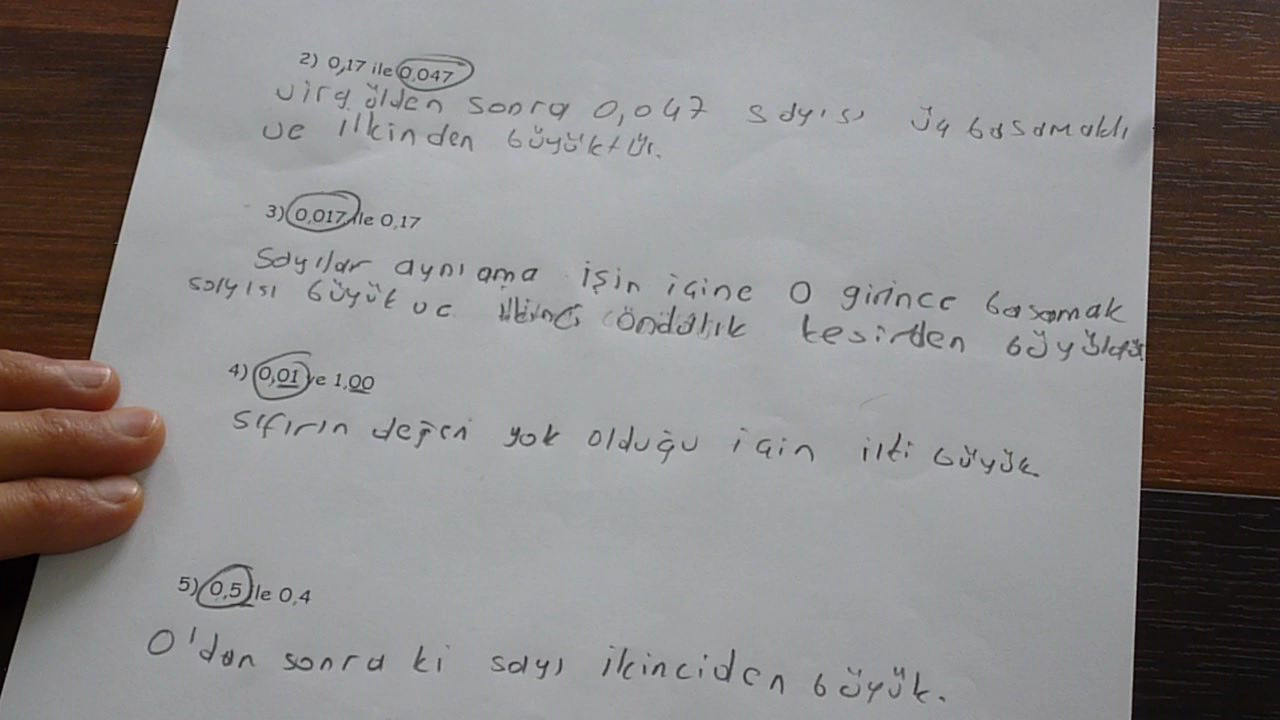 2) 0,17 ile 0,047
virgülden sonra 0,047 sayısı üç basamaklı
ve ilkinden büyüktür.
3) 0,017 ile 0,17
Sayılar aynı ama işin içine 0 girince basamak
sayısı büyük ve ikinci öndalık kesirden büyüktür
4) 0,01 ve 1,00
Sıfırın değeri yok olduğu için ilki büyük
5) 0,5 ile 0,4
0'dan sonra ki sayı ikinciden büyük.